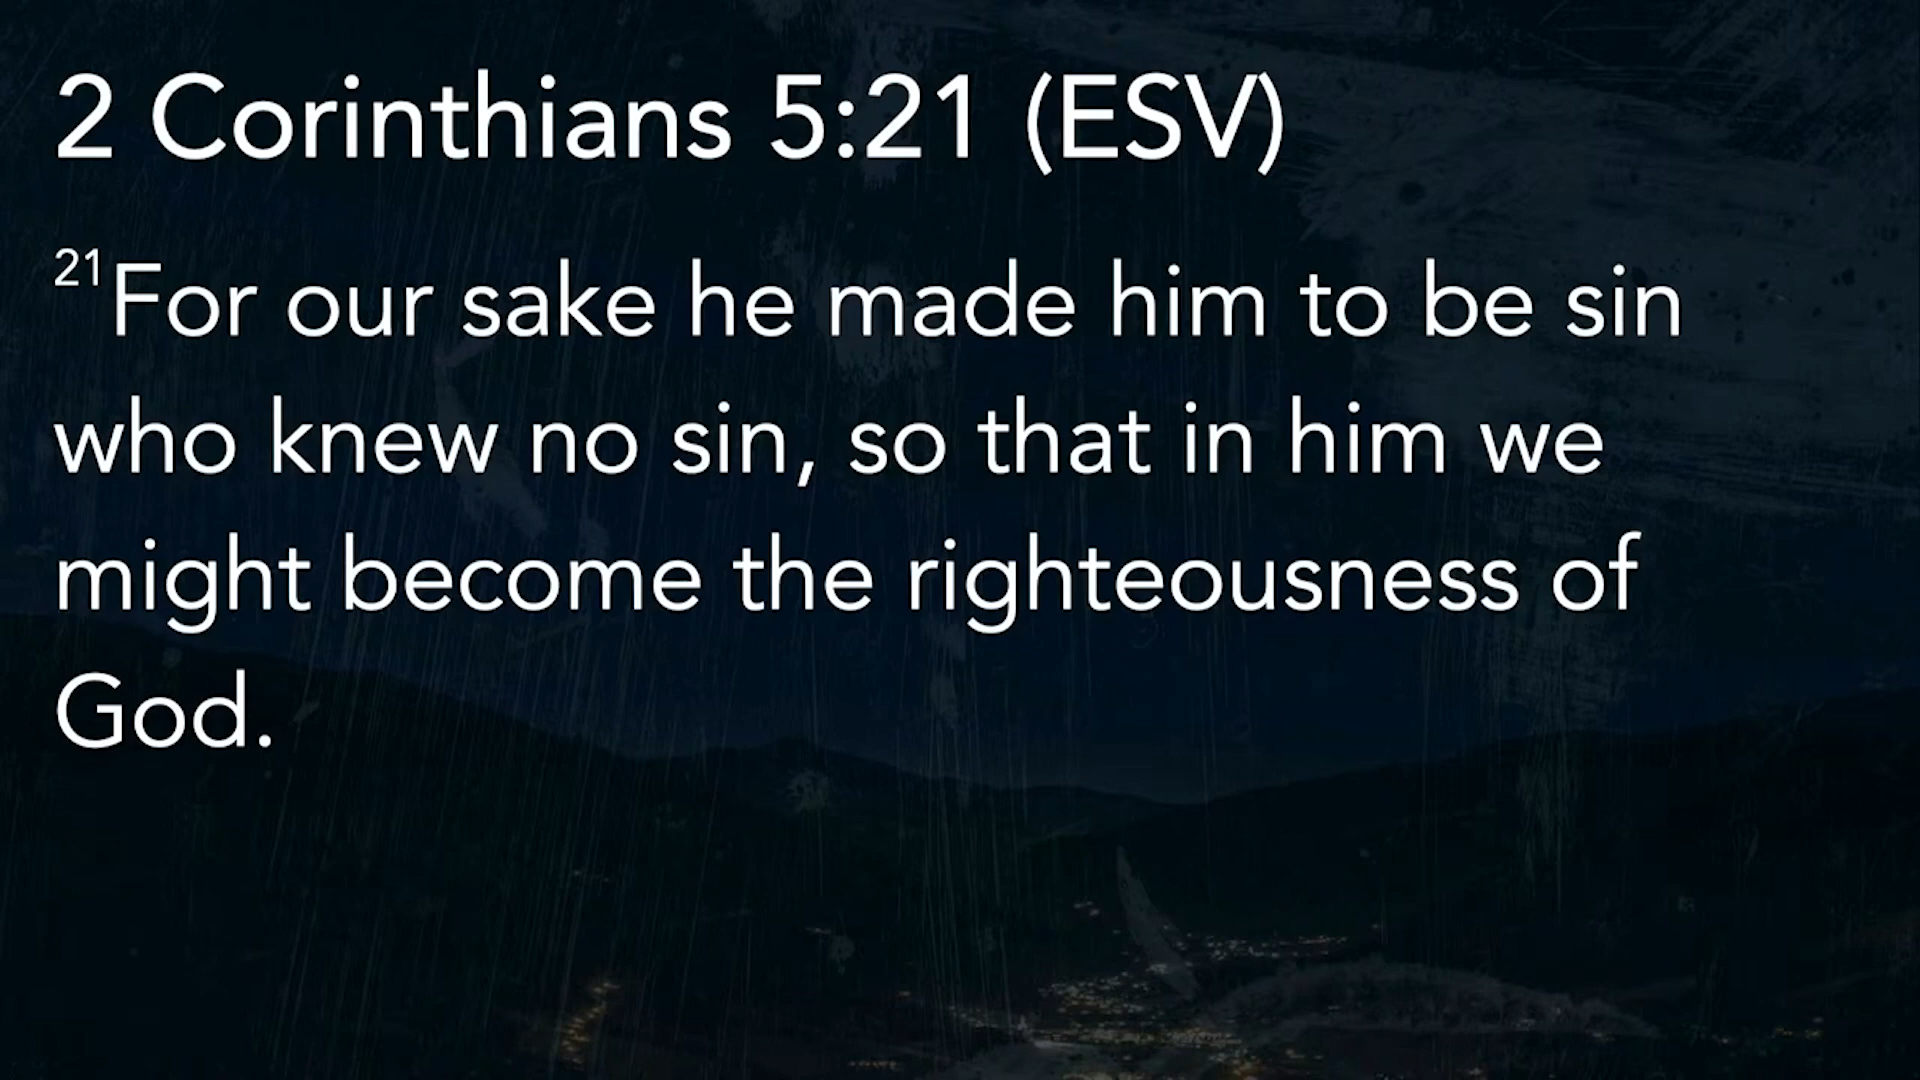 2 Corinthians 5:21 (ESV)
21For our sake he made him to be sin
who knew no sin, so that in him we
might become the righteousness of
God.